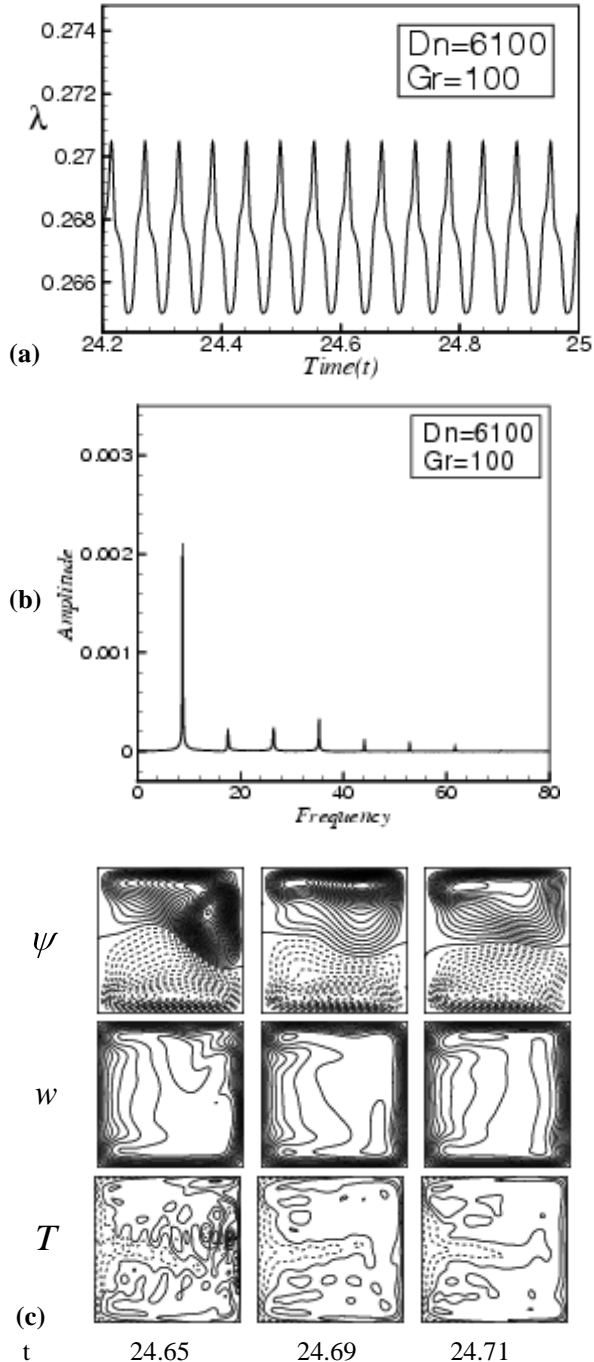 0.274
0.272
λ
0.27
0.268
0.266
Dn=6100
Gr=100
24.2 24.4 24.6 24.8 25
(a)
Time(t)
0.003
0.002
0.001
0
Amplitude
Dn=6100
Gr=100
(b)
0 20 40 60 80
Frequency
ψ
w
T
(c)
t 24.65 24.69 24.71